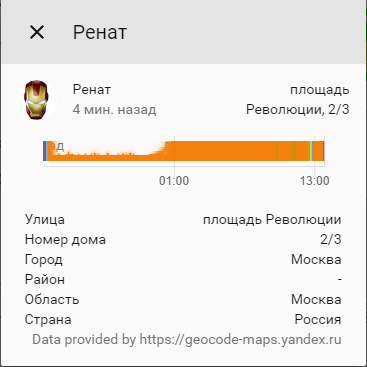 Ренат
Ренат площадь
4 мин. назад Революции, 2/3
д
01:00 13:00
Улица площадь Революции
Номер дома 2/3
Город Москва
Район -
Область Москва
Страна Россия
Data provided by https://geocode-maps.yandex.ru